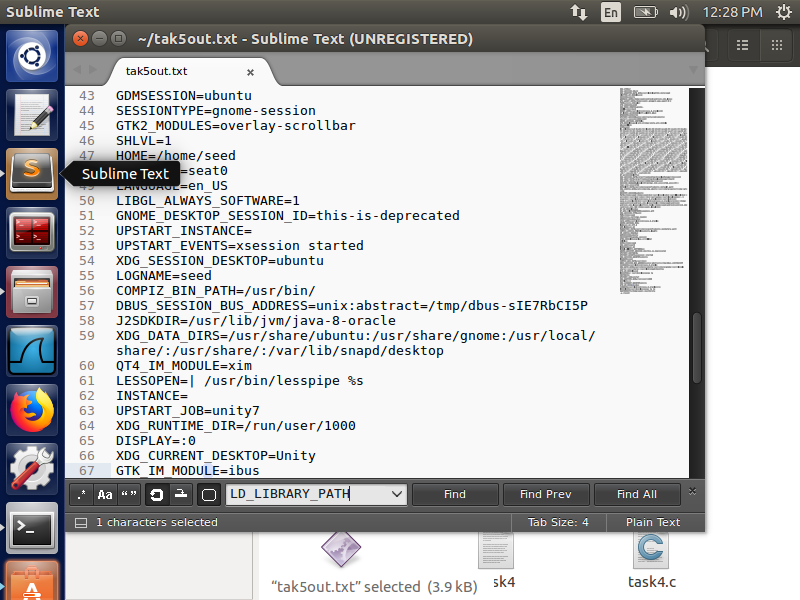 Sublime Text
En
12:28 PM
~/tak5out.txt - Sublime Text (UNREGISTERED)
tak5out.txt
43 GDMSESSION=ubuntu
44 SESSIONTYPE=gnome-session
45 GTK2_MODULES=overlay-scrollbar
46 SHLVL=1
47 HOME=/home/seed
=seat0
Sublime Text
49 LANGUAGE=en_US
50 LIBGL_ALWAYS_SOFTWARE=1
51 GNOME_DESKTOP_SESSION_ID=this-is-deprecated
52 UPSTART_INSTANCE=
53 UPSTART_EVENTS=xsession started
54 XDG_SESSION_DESKTOP=ubuntu
55 LOGNAME=seed
56 COMPIZ_BIN_PATH=/usr/bin/
57 DBUS_SESSION_BUS_ADDRESS=unix:abstract=/tmp/dbus-sIE7RbCI5P
58 J2SDKDIR=/usr/lib/jvm/java-8-oracle
59 XDG_DATA_DIRS=/usr/share/ubuntu:/usr/share/gnome:/usr/local/
share/:/usr/share/:/var/lib/snapd/desktop
60 QT4_IM_MODULE=xim
61 LESSOPEN=| /usr/bin/lesspipe %s
62 INSTANCE=
63 UPSTART_JOB=unity7
64 XDG_RUNTIME_DIR=/run/user/1000
65 DISPLAY=:0
66 XDG_CURRENT_DESKTOP=Unity
67 GTK_IM_MODULE=ibus
.* Aa “ ” LD_LIBRARY_PATH Find Find Prev Find All
1 characters selected Tab Size: 4 Plain Text
“tak5out.txt” selected (3.9 kB)
sk4
task4.c